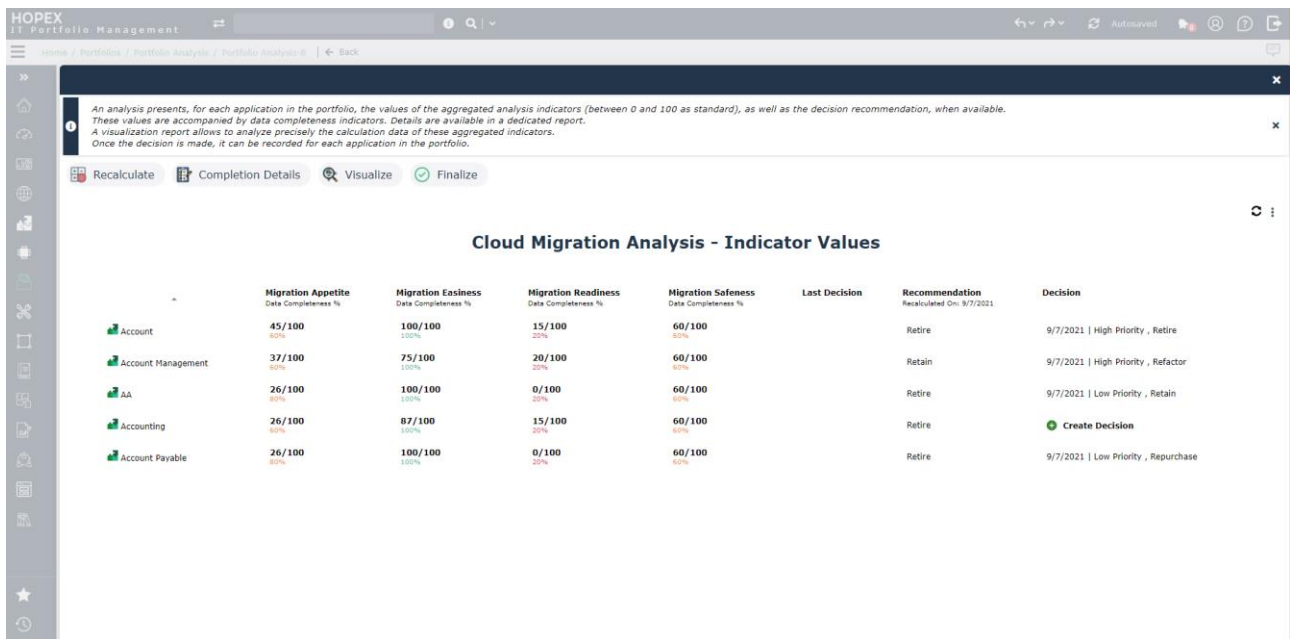 HOPEX
IT Portfolio Management
Autosaved
Home / Portfolios / Portfolio Analysis / Portfolio Analysis-8 ← Back
An analysis presents, for each application in the portfolio, the values of the aggregated analysis indicators (between 0 and 100 as standard), as well as the decision recommendation, when available.
These values are accompanied by data completeness indicators. Details are available in a dedicated report.
A visualization report allows to analyze precisely the calculation data of these aggregated indicators.
Once the decision is made, it can be recorded for each application in the portfolio.
Recalculate Completion Details Visualize Finalize
Cloud Migration Analysis - Indicator Values
Migration Appetite Migration Easiness Migration Readiness Migration Safeness Last Decision Recommendation Decision
Data Completeness % Data Completeness % Data Completeness % Data Completeness % Recalculated On: 9/7/2021
Account 45/100 100/100 15/100 60/100 Retire 9/7/2021 | High Priority , Retire
60% 100% 20% 60%
Account Management 37/100 75/100 20/100 60/100 Retain 9/7/2021 | High Priority , Refactor
60% 100% 20% 60%
AA 26/100 100/100 0/100 60/100 Retire 9/7/2021 | Low Priority , Retain
80% 100% 20% 60%
Accounting 26/100 87/100 15/100 60/100 Retire Create Decision
60% 100% 20% 60%
Account Payable 26/100 100/100 0/100 60/100 Retire 9/7/2021 | Low Priority , Repurchase
80% 100% 20% 60%